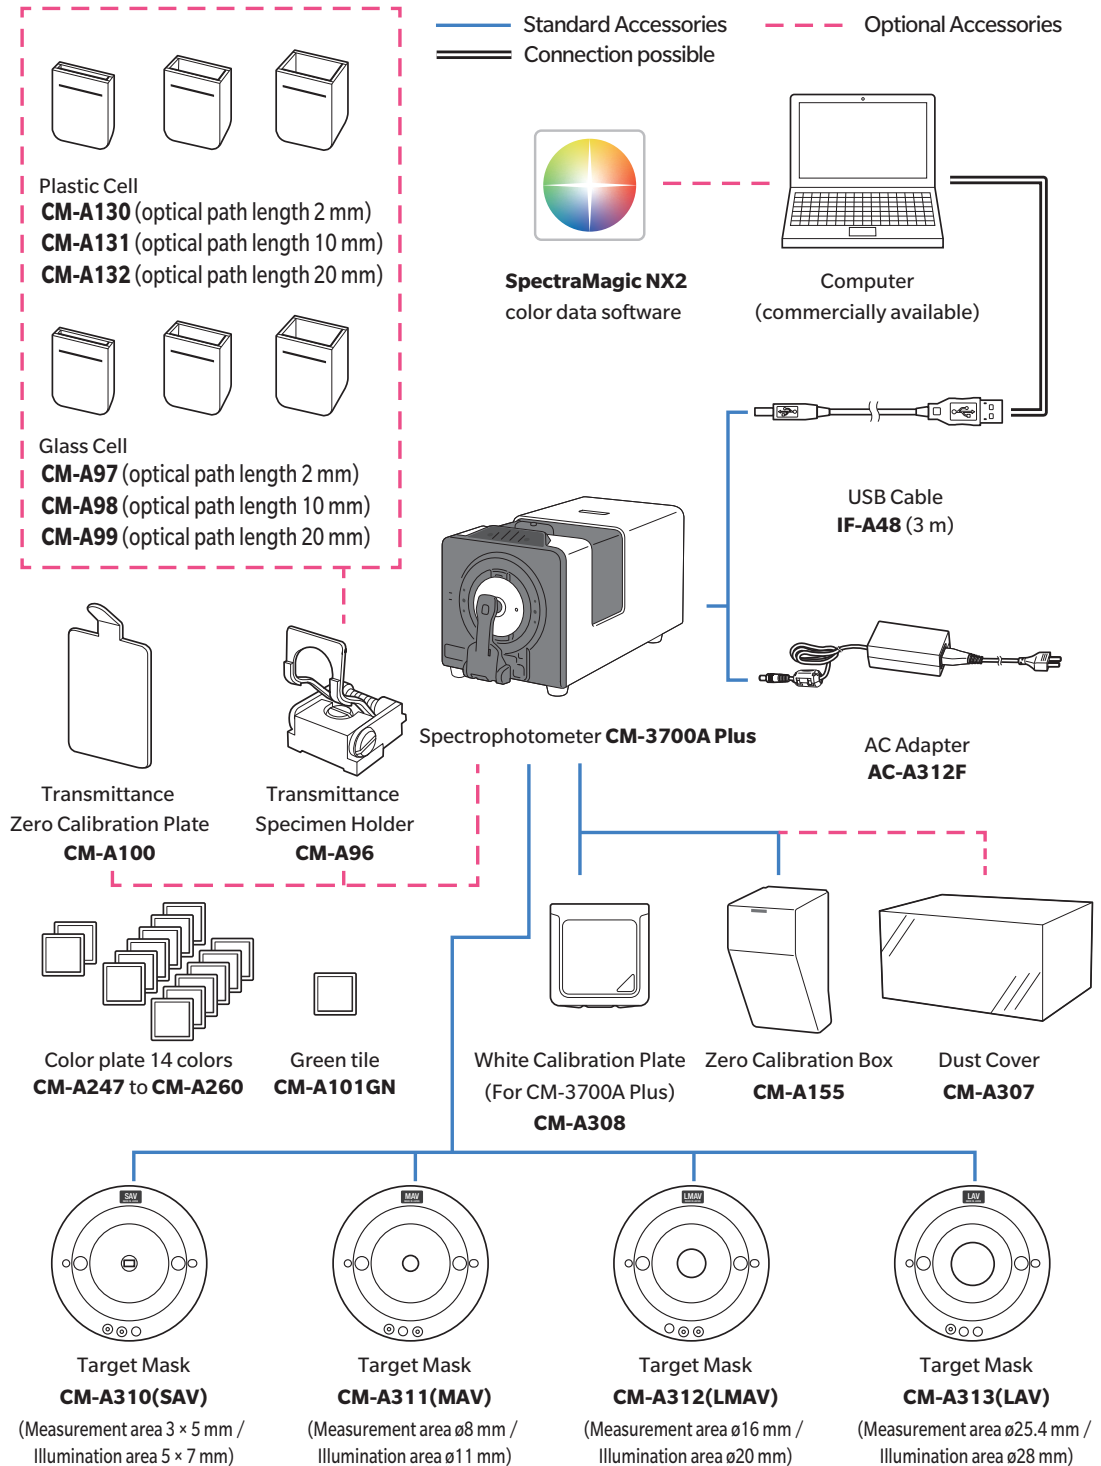 Standard Accessories
Optional Accessories
Connection possible
Plastic Cell
CM-A130 (optical path length 2 mm)
CM-A131 (optical path length 10 mm)
CM-A132 (optical path length 20 mm)
SpectraMagic NX2
color data software
Computer
(commercially available)
Glass Cell
CM-A97 (optical path length 2 mm)
CM-A98 (optical path length 10 mm)
CM-A99 (optical path length 20 mm)
USB Cable
IF-A48 (3 m)
Spectrophotometer CM-3700A Plus
AC Adapter
AC-A312F
Transmittance
Zero Calibration Plate
CM-A100
Transmittance
Specimen Holder
CM-A96
Color plate 14 colors
CM-A247 to CM-A260
Green tile
CM-A101GN
White Calibration Plate
(For CM-3700A Plus)
CM-A308
Zero Calibration Box
CM-A155
Dust Cover
CM-A307
SAV
MAV
LMAV
LAV
Target Mask
CM-A310(SAV)
(Measurement area 3 × 5 mm /
Illumination area 5 × 7 mm)
Target Mask
CM-A311(MAV)
(Measurement area ø8 mm /
Illumination area ø11 mm)
Target Mask
CM-A312(LMAV)
(Measurement area ø16 mm /
Illumination area ø20 mm)
Target Mask
CM-A313(LAV)
(Measurement area ø25.4 mm /
Illumination area ø28 mm)